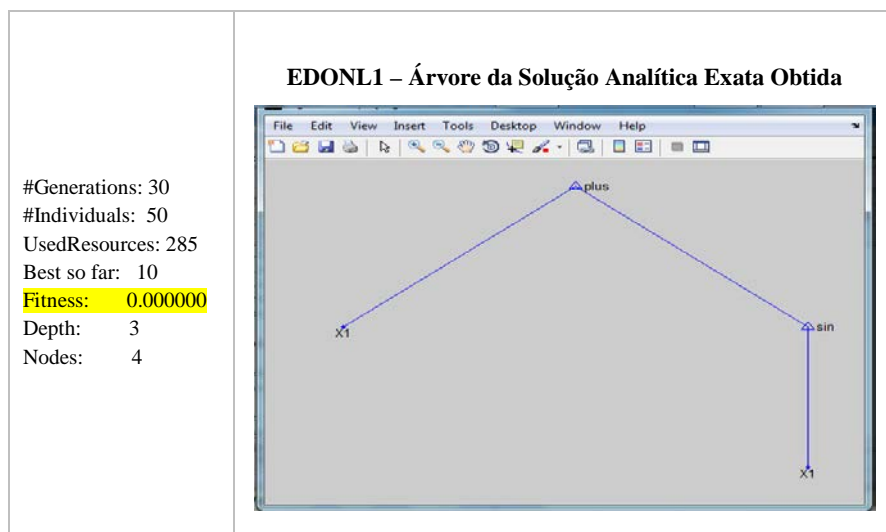 EDONL1 – Árvore da Solução Analítica Exata Obtida
#Generations: 30
#Individuals: 50
UsedResources: 285
Best so far: 10
Fitness: 0.000000
Depth: 3
Nodes: 4
File Edit View Insert Tools Desktop Window Help
plus
X1
sin
X1